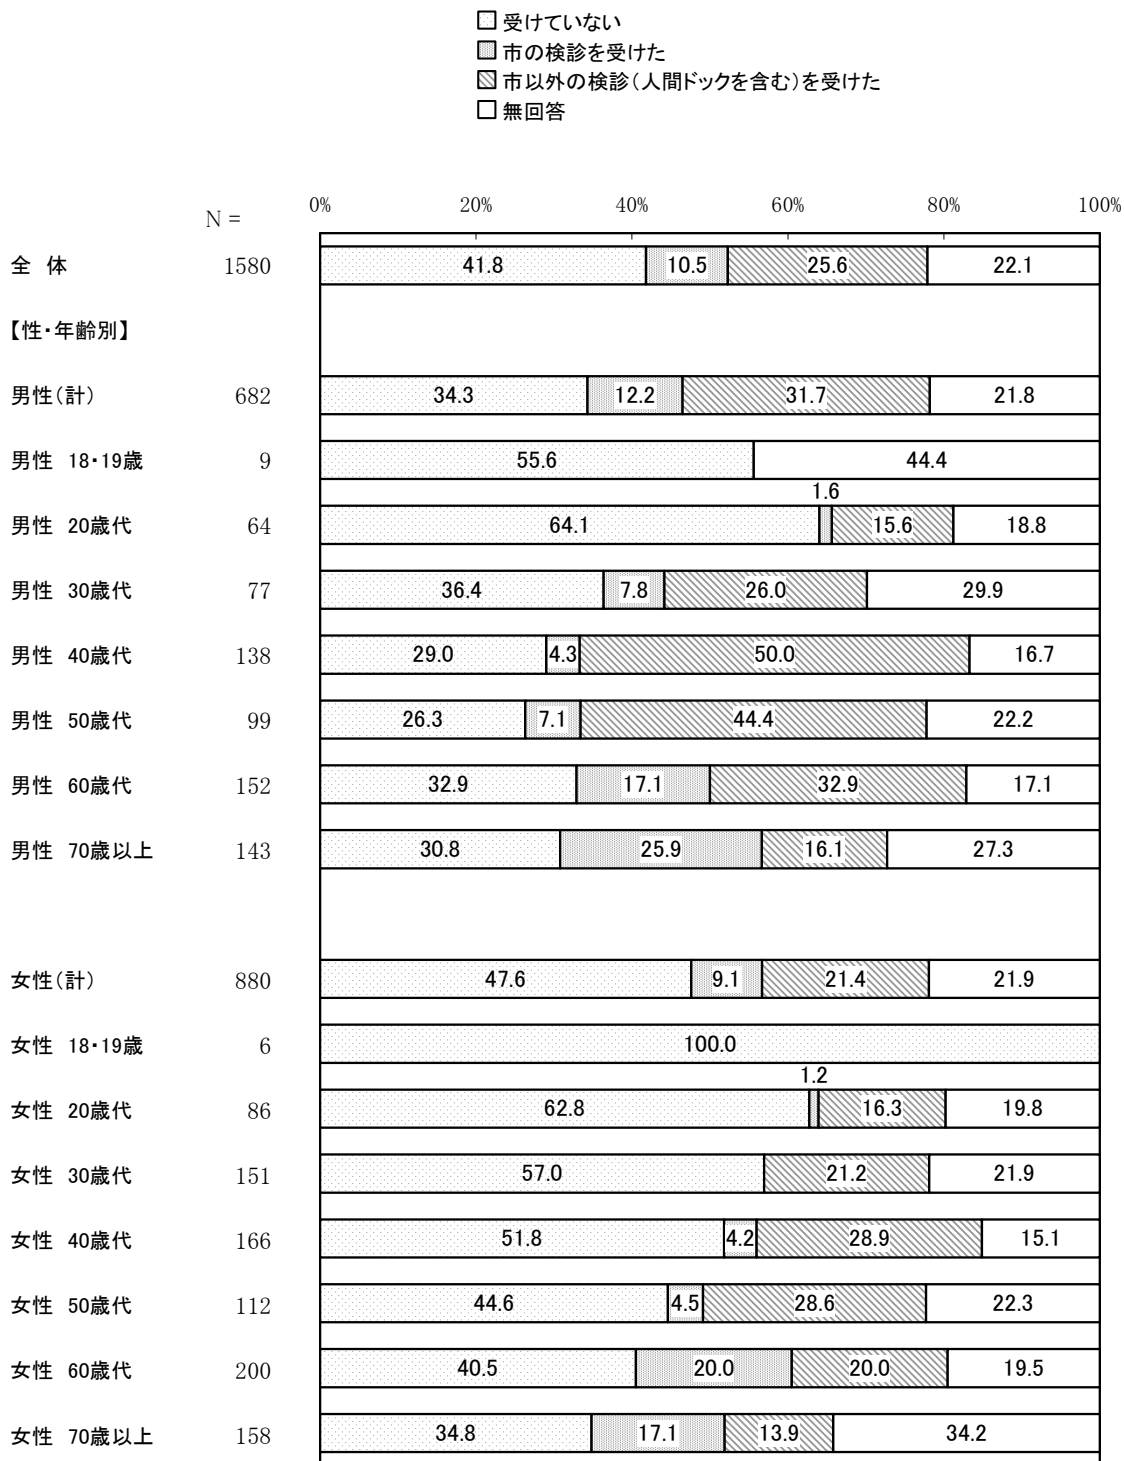 受けていない
市の検診を受けた
市以外の検診(人間ドックを含む)を受けた
無回答
N = 0% 20% 40% 60% 80% 100%
全 体 1580 41.8 10.5 25.6 22.1
【性・年齢別】
男性(計) 682 34.3 12.2 31.7 21.8
男性 18・19歳 9 55.6 44.4
1.6
男性 20歳代 64 64.1 15.6 18.8
男性 30歳代 77 36.4 7.8 26.0 29.9
男性 40歳代 138 29.0 4.3 50.0 16.7
男性 50歳代 99 26.3 7.1 44.4 22.2
男性 60歳代 152 32.9 17.1 32.9 17.1
男性 70歳以上 143 30.8 25.9 16.1 27.3
女性(計) 880 47.6 9.1 21.4 21.9
女性 18・19歳 6 100.0
1.2
女性 20歳代 86 62.8 16.3 19.8
女性 30歳代 151 57.0 21.2 21.9
女性 40歳代 166 51.8 4.2 28.9 15.1
女性 50歳代 112 44.6 4.5 28.6 22.3
女性 60歳代 200 40.5 20.0 20.0 19.5
女性 70歳以上 158 34.8 17.1 13.9 34.2